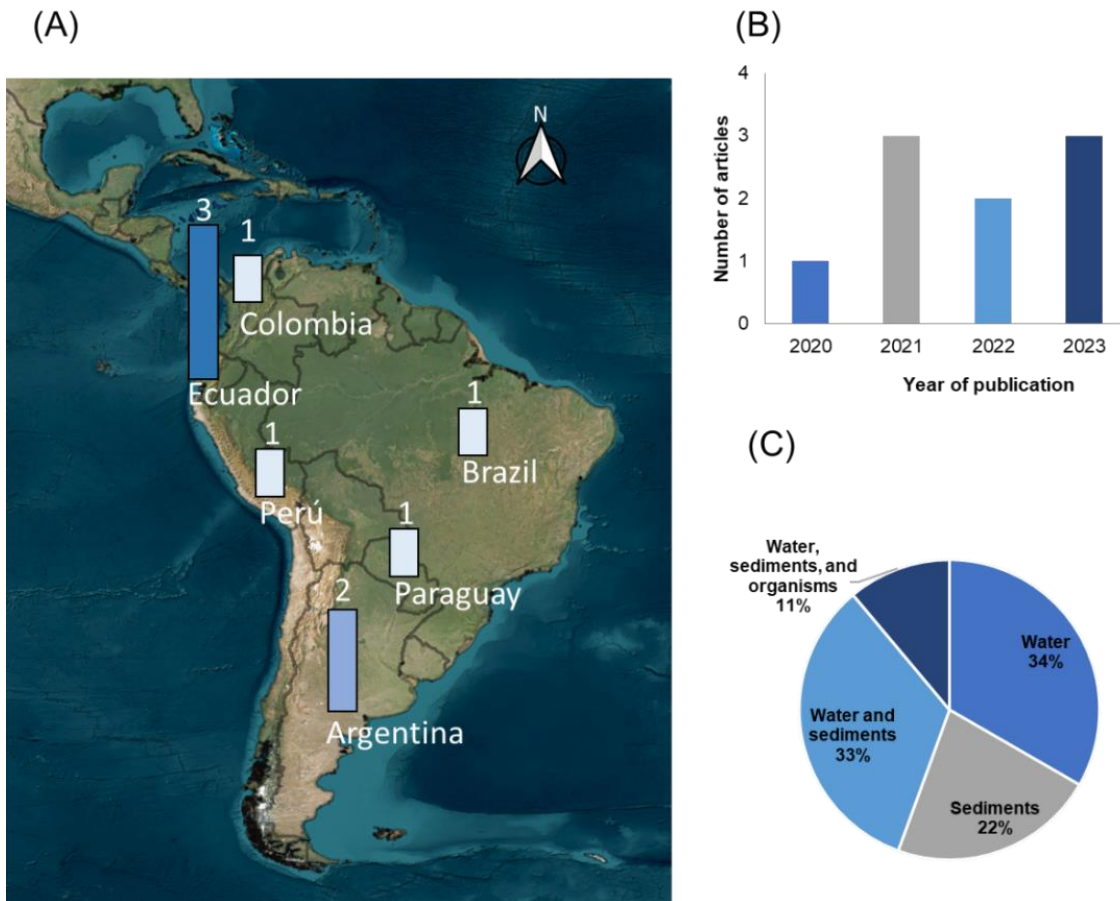 (A)
N
3
1
Colombia
Ecuador
1
Brazil
1
Perú
1
Paraguay
2
Argentina
(B)
Number of articles
4
3
2
1
0
2020 2021 2022 2023
Year of publication
(C)
Water,
sediments, and
organisms
11%
Water
34%
Water and
sediments
33%
Sediments
22%